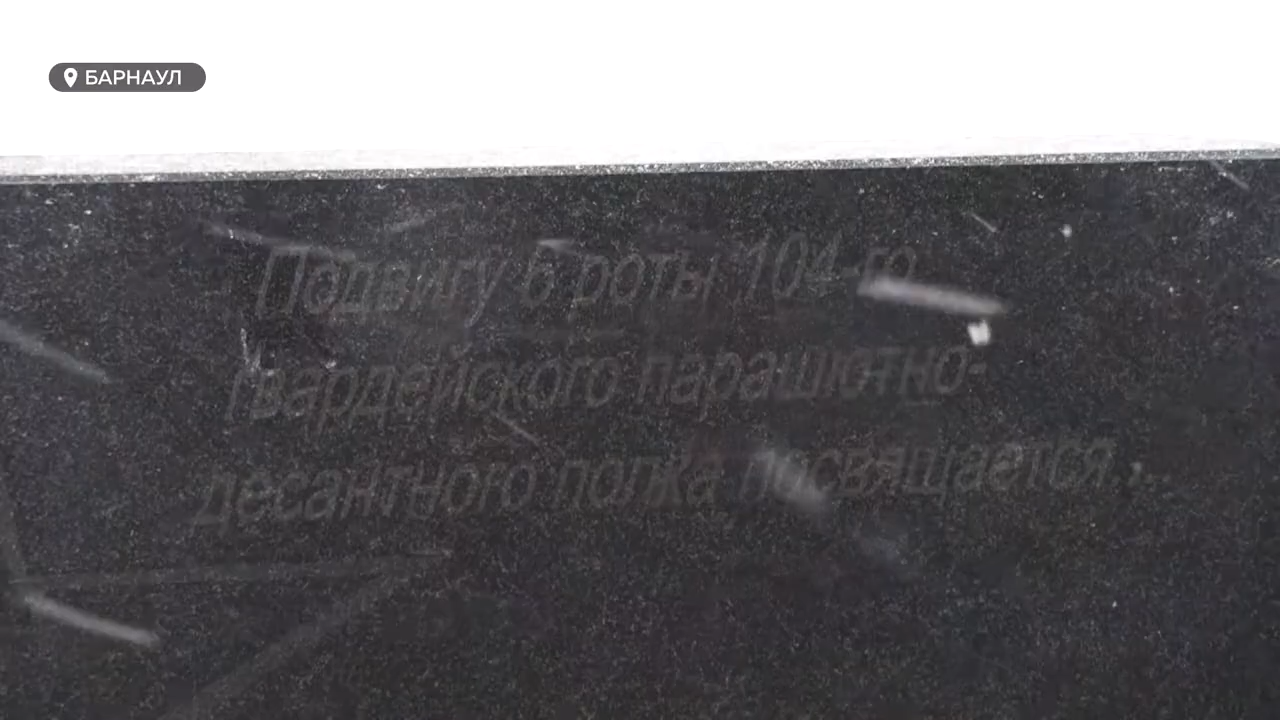 БАРНАУЛ
Подвигу 6 роты 104-го
гвардейского парашютно-
десантного полка посвящается...